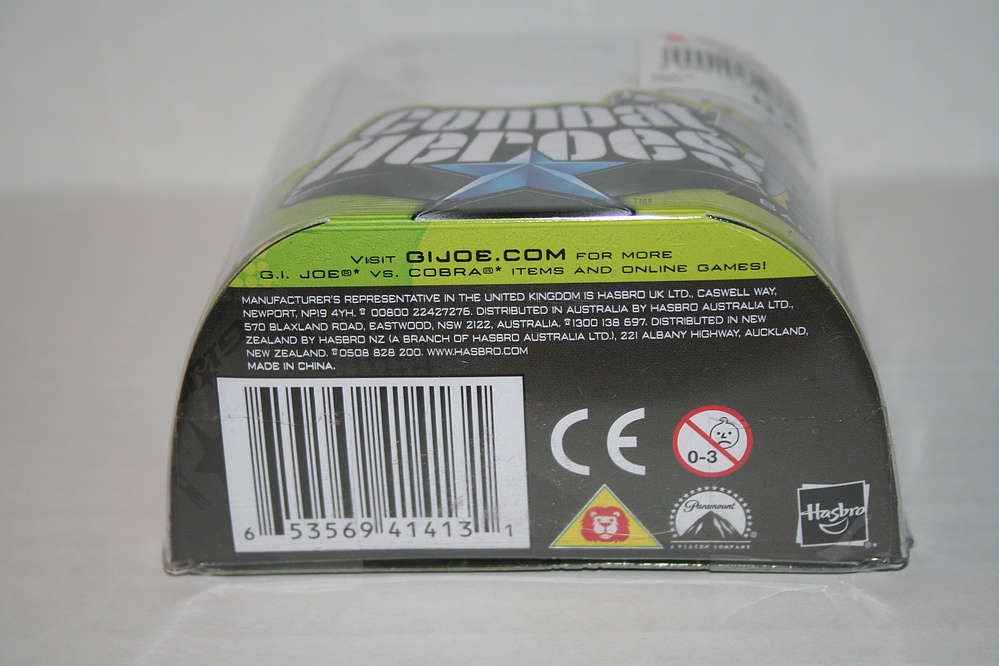 combat
Heroes
TM
VISIT GIJOE.COM FOR MORE
G.I. JOE®* VS. COBRA®* ITEMS AND ONLINE GAMES!
MANUFACTURER'S REPRESENTATIVE IN THE UNITED KINGDOM IS HASBRO UK LTD., CASWELL WAY,
NEWPORT, NP19 4YH. ☎ 00800 22427276. DISTRIBUTED IN AUSTRALIA BY HASBRO AUSTRALIA LTD.,
570 BLAXLAND ROAD, EASTWOOD, NSW 2122, AUSTRALIA. ☎1300 138 697. DISTRIBUTED IN NEW
ZEALAND BY HASBRO NZ (A BRANCH OF HASBRO AUSTRALIA LTD.), 221 ALBANY HIGHWAY, AUCKLAND,
NEW ZEALAND. ☎0508 828 200. WWW.HASBRO.COM
MADE IN CHINA.
6 53569 41413 1
CE
0-3
Paramount
A VIACOM COMPANY
Hasbro
®*